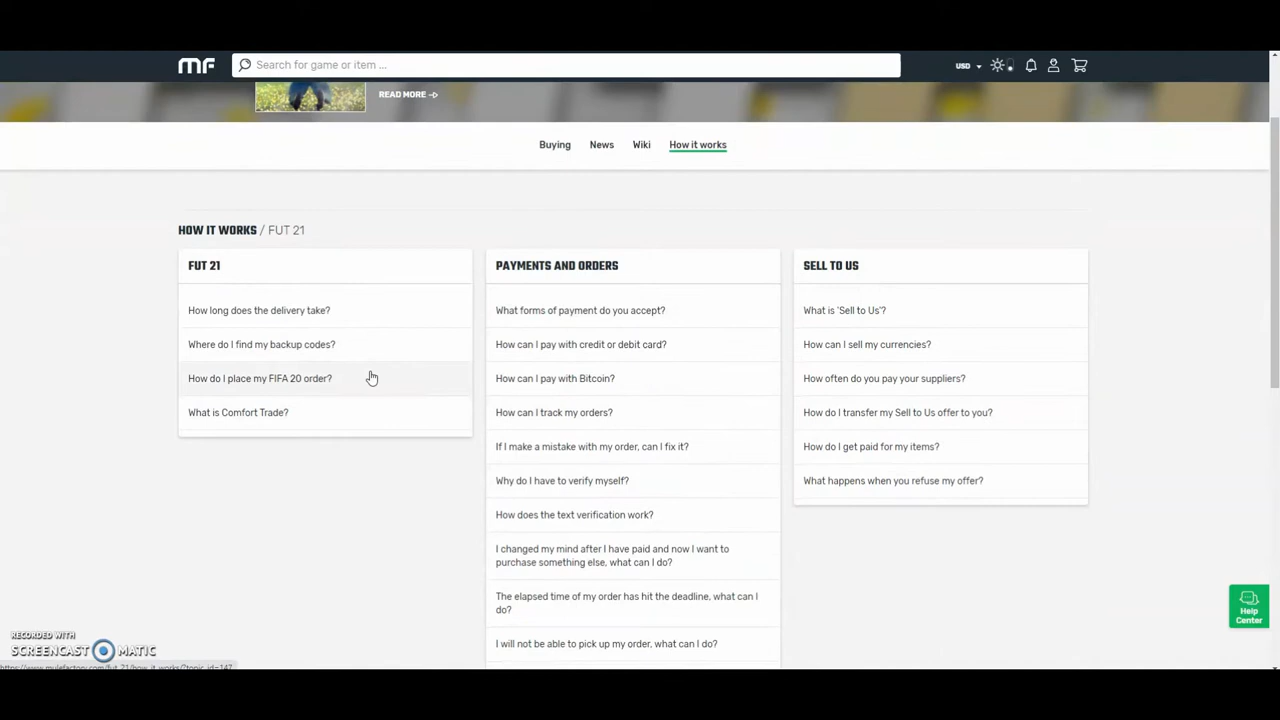 MF
Search for game or item ...
USD
READ MORE
Buying
News
Wiki
How it works
HOW IT WORKS / FUT 21
FUT 21
How long does the delivery take?
Where do I find my backup codes?
How do I place my FIFA 20 order?
What is Comfort Trade?
PAYMENTS AND ORDERS
What forms of payment do you accept?
How can I pay with credit or debit card?
How can I pay with Bitcoin?
How can I track my orders?
If I make a mistake with my order, can I fix it?
Why do I have to verify myself?
How does the text verification work?
I changed my mind after I have paid and now I want to
purchase something else, what can I do?
The elapsed time of my order has hit the deadline, what can I
do?
I will not be able to pick up my order, what can I do?
SELL TO US
What is 'Sell to Us'?
How can I sell my currencies?
How often do you pay your suppliers?
How do I transfer my Sell to Us offer to you?
How do I get paid for my items?
What happens when you refuse my offer?
Help
Center
RECORDED WITH
SCREENCAST MATIC
https://www.mulefactory.com/fut_21/how_it_works?topic_id=147